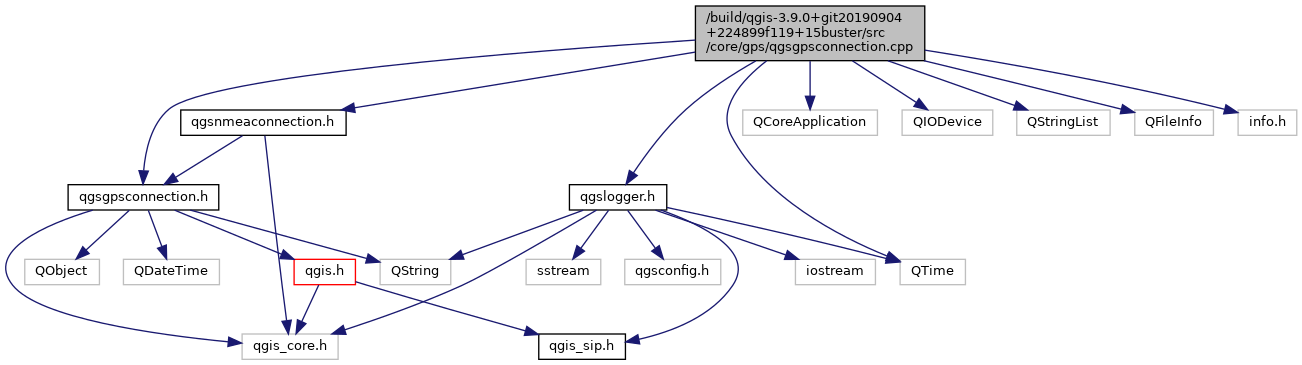 /build/qgis-3.9.0+git20190904
+224899f119+15buster/src
/core/gps/qgsgpsconnection.cpp
qgsnmeaconnection.h
QCoreApplication
QIODevice
QStringList
QFileInfo
info.h
qgsgpsconnection.h
qgslogger.h
QObject
QDateTime
qgis.h
QString
sstream
qgsconfig.h
iostream
QTime
qgis_core.h
qgis_sip.h